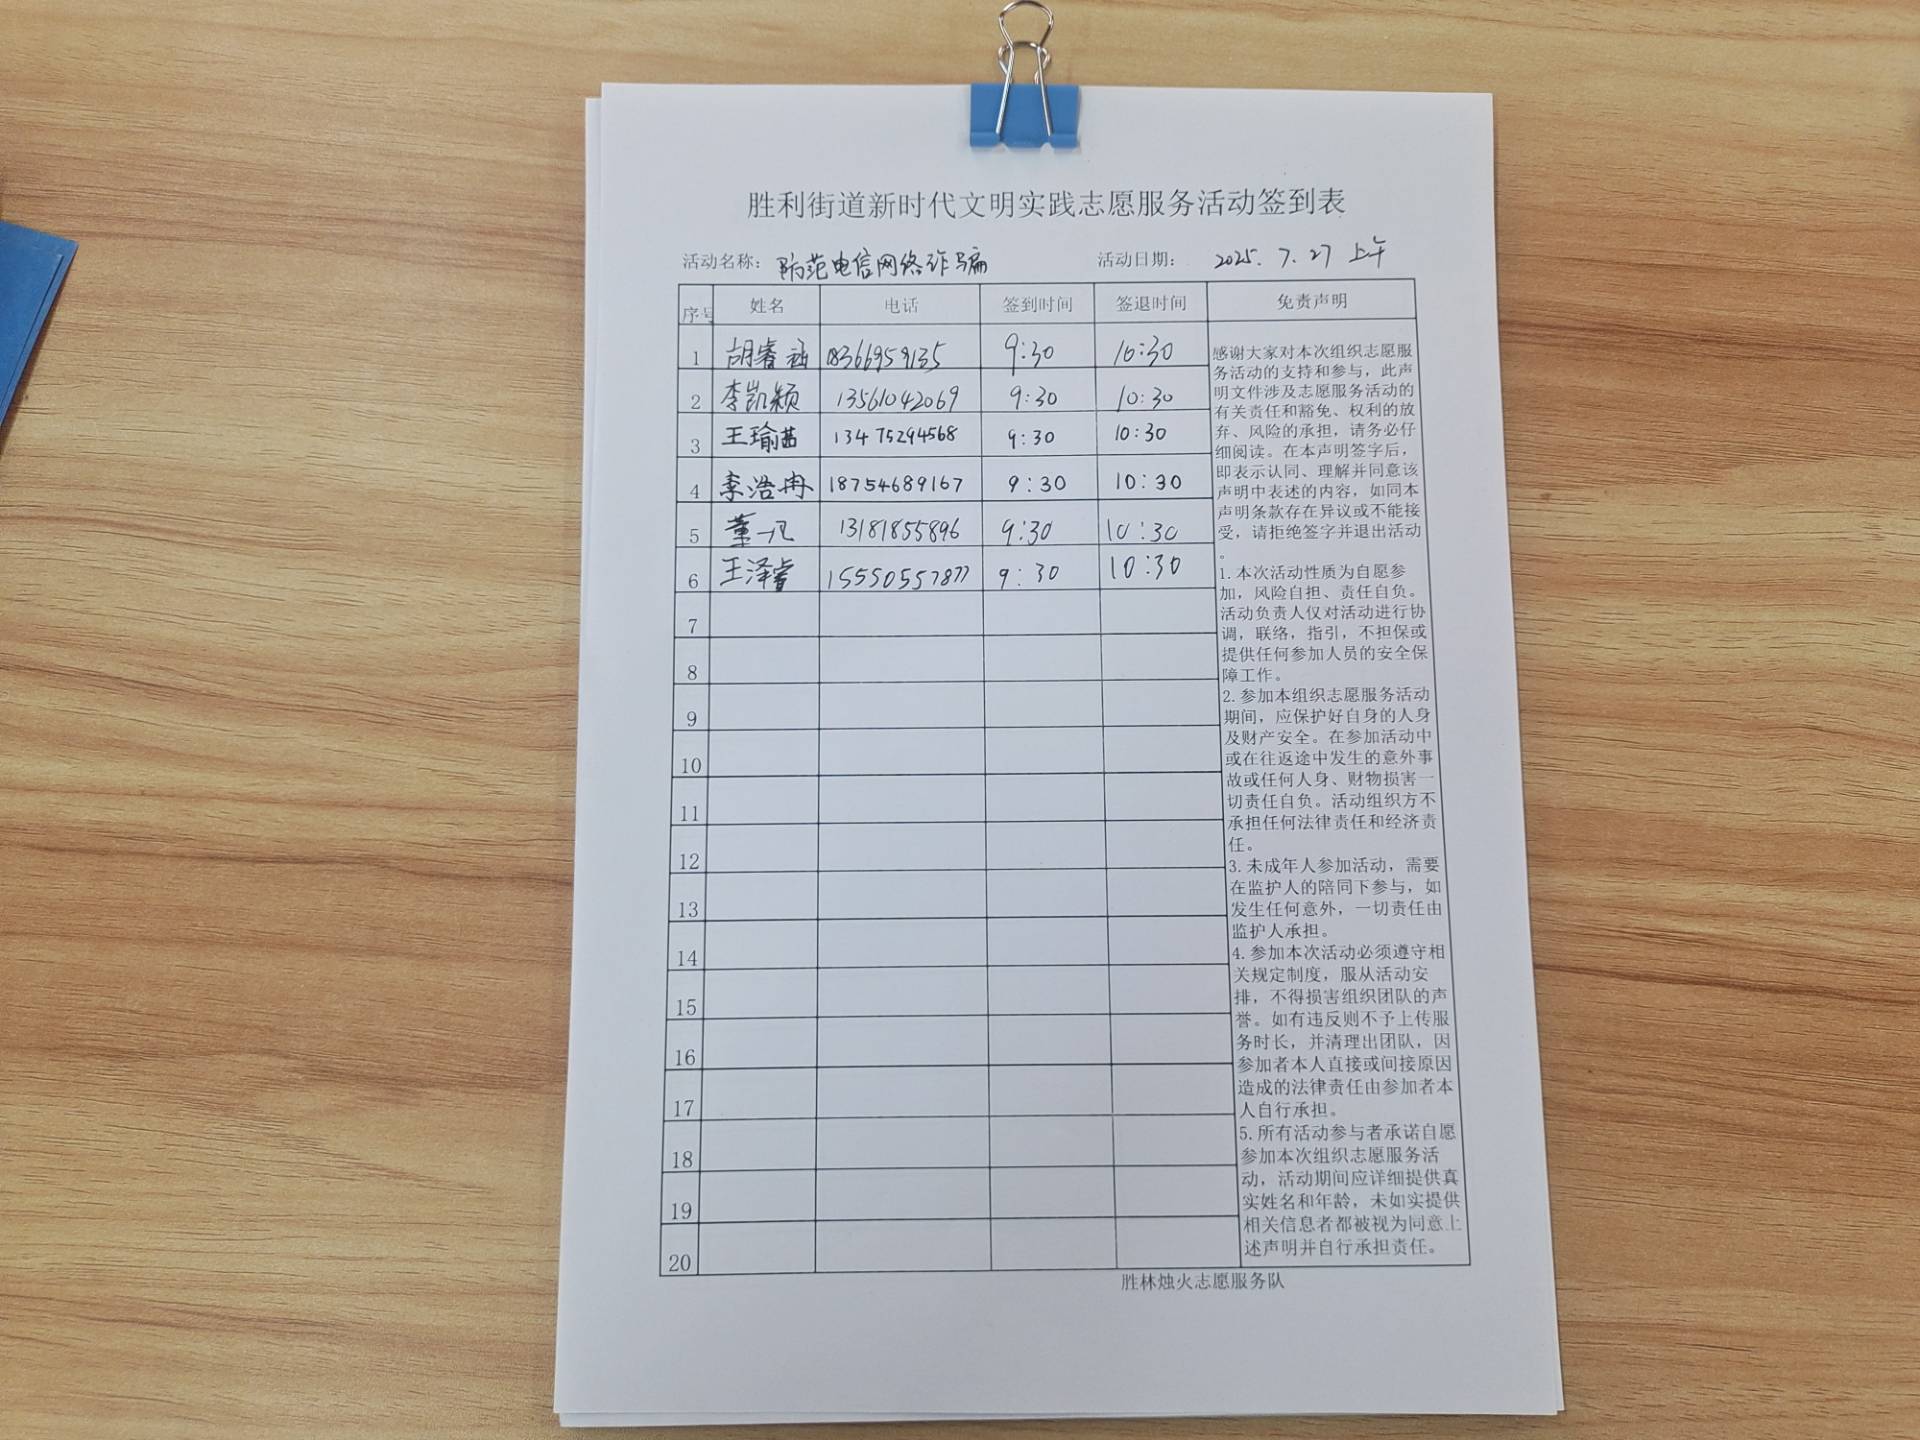 胜利街道新时代文明实践志愿服务活动签到表
活动名称: 防范电信网络诈骗 活动日期: 2025.7.27 上午
序号 姓名 电话 签到时间 签退时间 免责声明
1 胡睿涵 18366959135 9:30 10:30
2 李凯颖 13561042069 9:30 10:30
3 王瑜茜 13475294568 9:30 10:30
4 李浩冉 18754689167 9:30 10:30
5 董一凡 13181855896 9:30 10:30
6 王泽睿 15550557877 9:30 10:30
7
8
9
10
11
12
13
14
15
16
17
18
19
20
感谢大家对本次组织志愿服
务活动的支持和参与，此声
明文件涉及志愿服务活动的
有关责任和豁免、权利的放
弃、风险的承担，请务必仔
细阅读。在本声明签字后，
即表示认同、理解并同意该
声明中表述的内容，如同本
声明条款存在异议或不能接
受，请拒绝签字并退出活动
。
1.本次活动性质为自愿参
加，风险自担、责任自负。
活动负责人仅对活动进行协
调，联络，指引，不担保或
提供任何参加人员的安全保
障工作。
2.参加本组织志愿服务活动
期间，应保护好自身的人身
及财产安全。在参加活动中
或在往返途中发生的意外事
故或任何人身、财物损害一
切责任自负。活动组织方不
承担任何法律责任和经济责
任。
3.未成年人参加活动，需要
在监护人的陪同下参与，如
发生任何意外，一切责任由
监护人承担。
4.参加本次活动必须遵守相
关规定制度，服从活动安
排，不得损害组织团队的声
誉。如有违反则不予上传服
务时长，并清理出团队，因
参加者本人直接或间接原因
造成的法律责任由参加者本
人自行承担。
5.所有活动参与者承诺自愿
参加本次组织志愿服务活
动，活动期间应详细提供真
实姓名和年龄，未如实提供
相关信息者都被视为同意上
述声明并自行承担责任。
胜林烛火志愿服务队